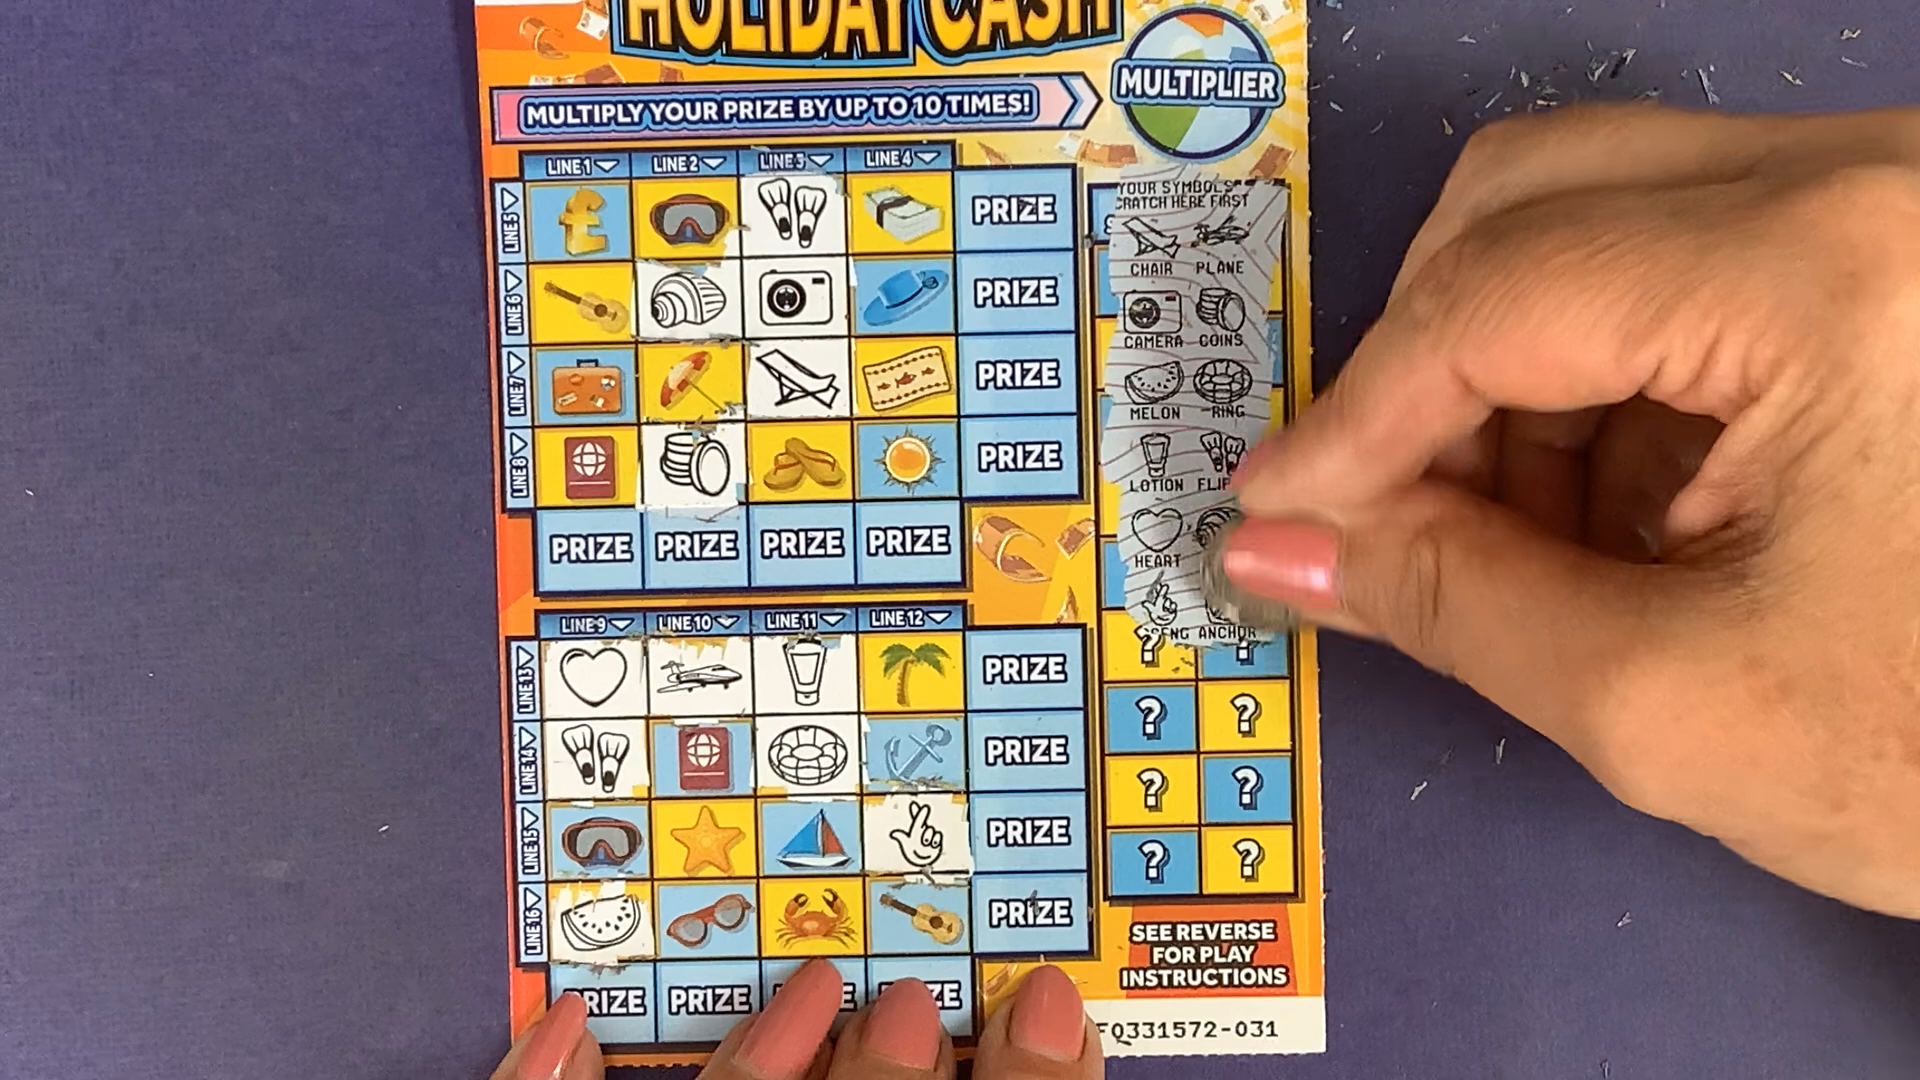 HOLIDAY CASH
MULTIPLIER
MULTIPLY YOUR PRIZE BY UP TO 10 TIMES!
LINE 1 LINE 2 LINE 3 LINE 4
LINE 5 PRIZE
LINE 6 PRIZE
LINE 7 PRIZE
LINE 8 PRIZE
PRIZE PRIZE PRIZE PRIZE
LINE 9 LINE 10 LINE 11 LINE 12
LINE 13 PRIZE
LINE 14 PRIZE
LINE 15 PRIZE
LINE 16 PRIZE
PRIZE PRIZE
YOUR SYMBOLS
CRATCH HERE FIRST
CHAIR PLANE
CAMERA COINS
MELON RING
LOTION FLIP
HEART
ANCHOR
? ?
? ?
? ?
? ?
SEE REVERSE
FOR PLAY
INSTRUCTIONS
FQ331572-031